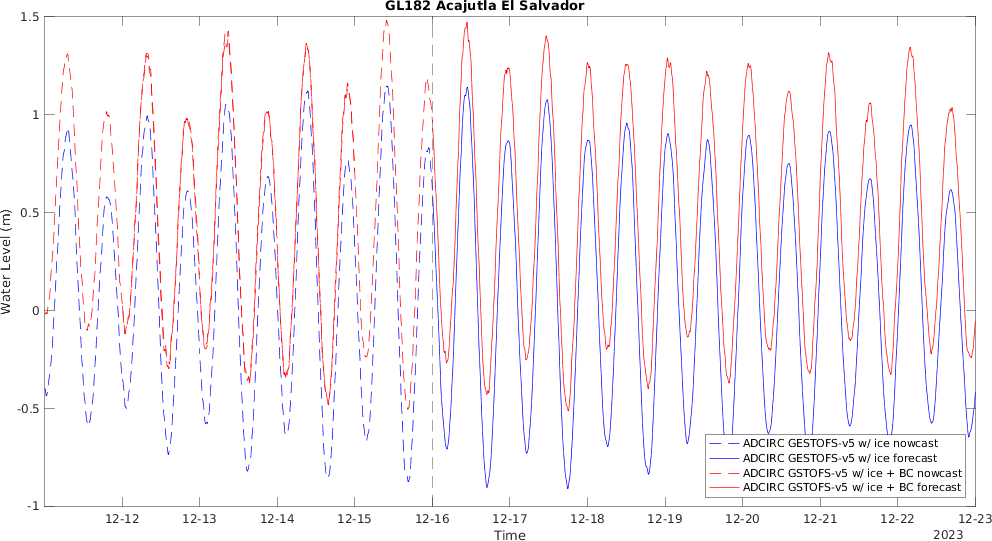 GL182 Acajutla El Salvador
1.5
1
0.5
0
-0.5
-1
Water Level (m)
ADCIRC GESTOFS-v5 w/ ice nowcast
ADCIRC GESTOFS-v5 w/ ice forecast
ADCIRC GSTOFS-v5 w/ ice + BC nowcast
ADCIRC GSTOFS-v5 w/ ice + BC forecast
12-12 12-13 12-14 12-15 12-16 12-17 12-18 12-19 12-20 12-21 12-22 12-23
Time
2023